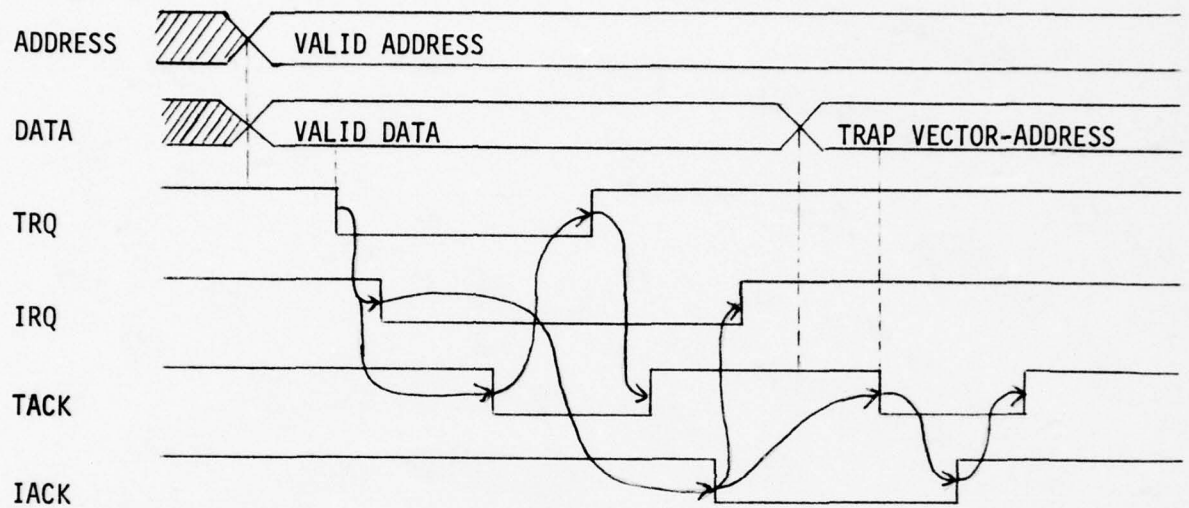 ADDRESS VALID ADDRESS
DATA VALID DATA TRAP VECTOR-ADDRESS
TRQ
IRQ
TACK
IACK